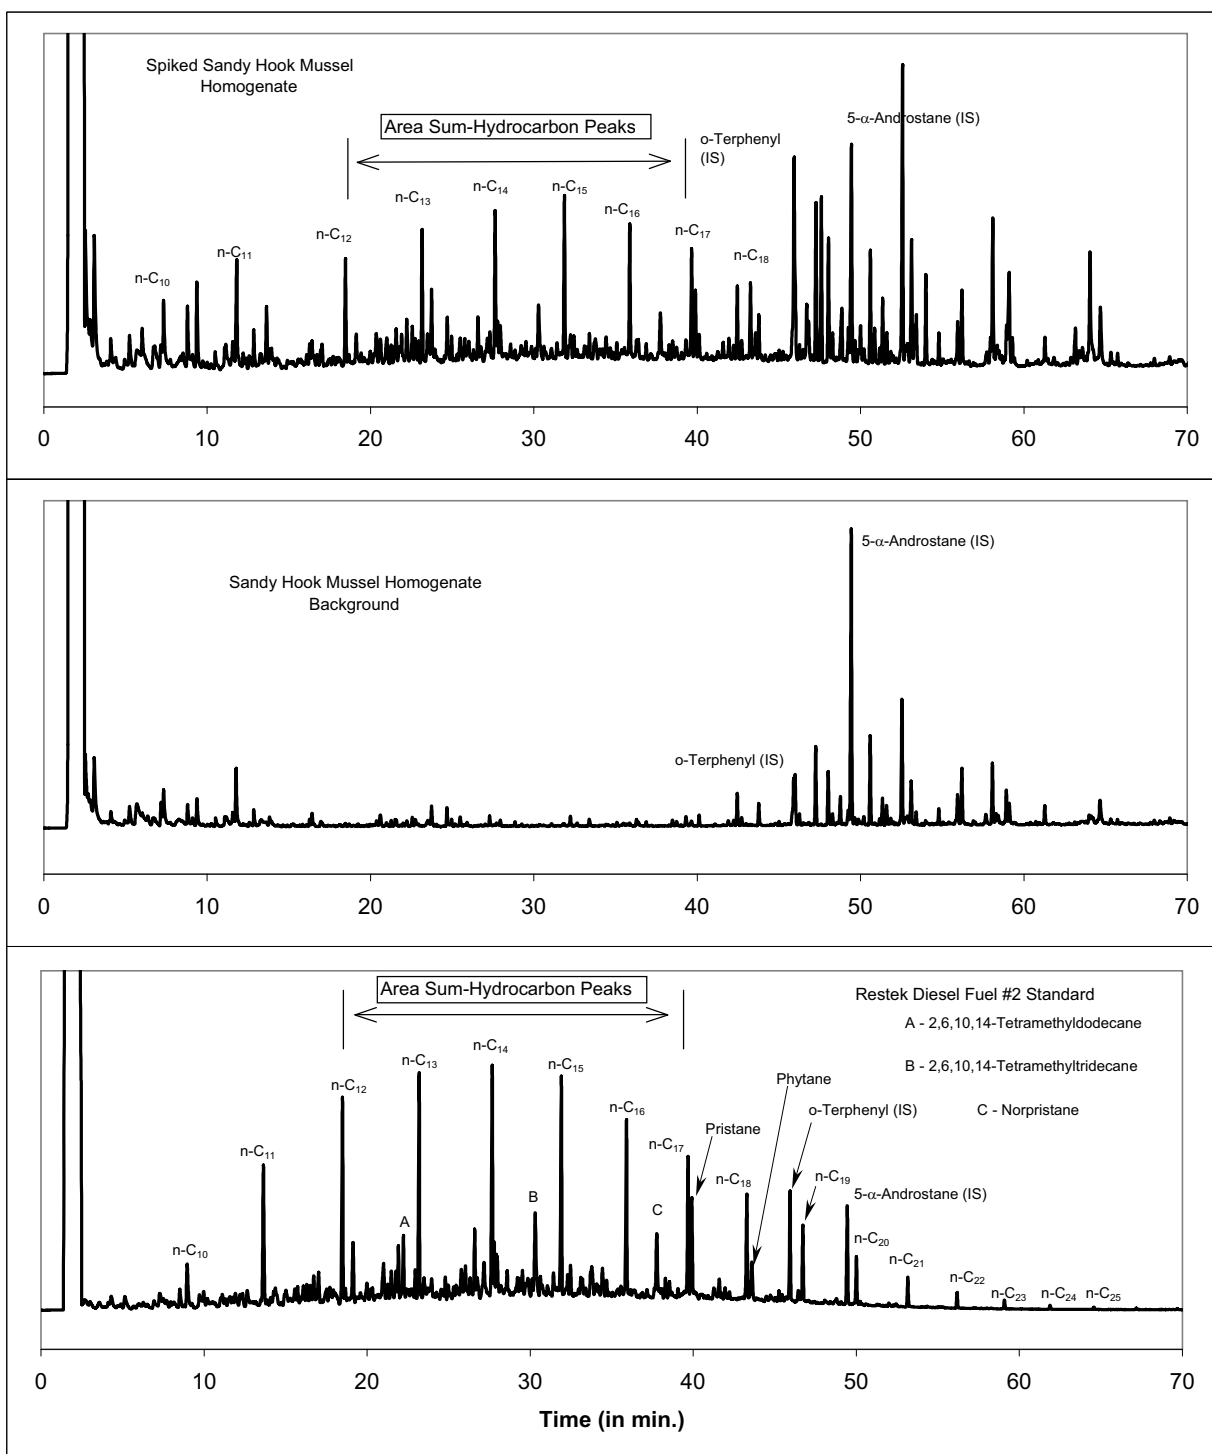 Spiked Sandy Hook Mussel
Homogenate
Area Sum-Hydrocarbon Peaks
5-α-Androstane (IS)
o-Terphenyl
(IS)
n-C10
n-C11
n-C12
n-C13
n-C14
n-C15
n-C16
n-C17
n-C18
0 10 20 30 40 50 60 70
5-α-Androstane (IS)
Sandy Hook Mussel Homogenate
Background
o-Terphenyl (IS)
0 10 20 30 40 50 60 70
Area Sum-Hydrocarbon Peaks
Restek Diesel Fuel #2 Standard
A - 2,6,10,14-Tetramethyldodecane
B - 2,6,10,14-Tetramethyltridecane
C - Norpristane
n-C10
n-C11
n-C12
A
n-C13
n-C14
B
n-C15
n-C16
C
n-C17
Pristane
n-C18
Phytane
o-Terphenyl (IS)
n-C19
5-α-Androstane (IS)
n-C20
n-C21
n-C22
n-C23
n-C24
n-C25
0 10 20 30 40 50 60 70
Time (in min.)